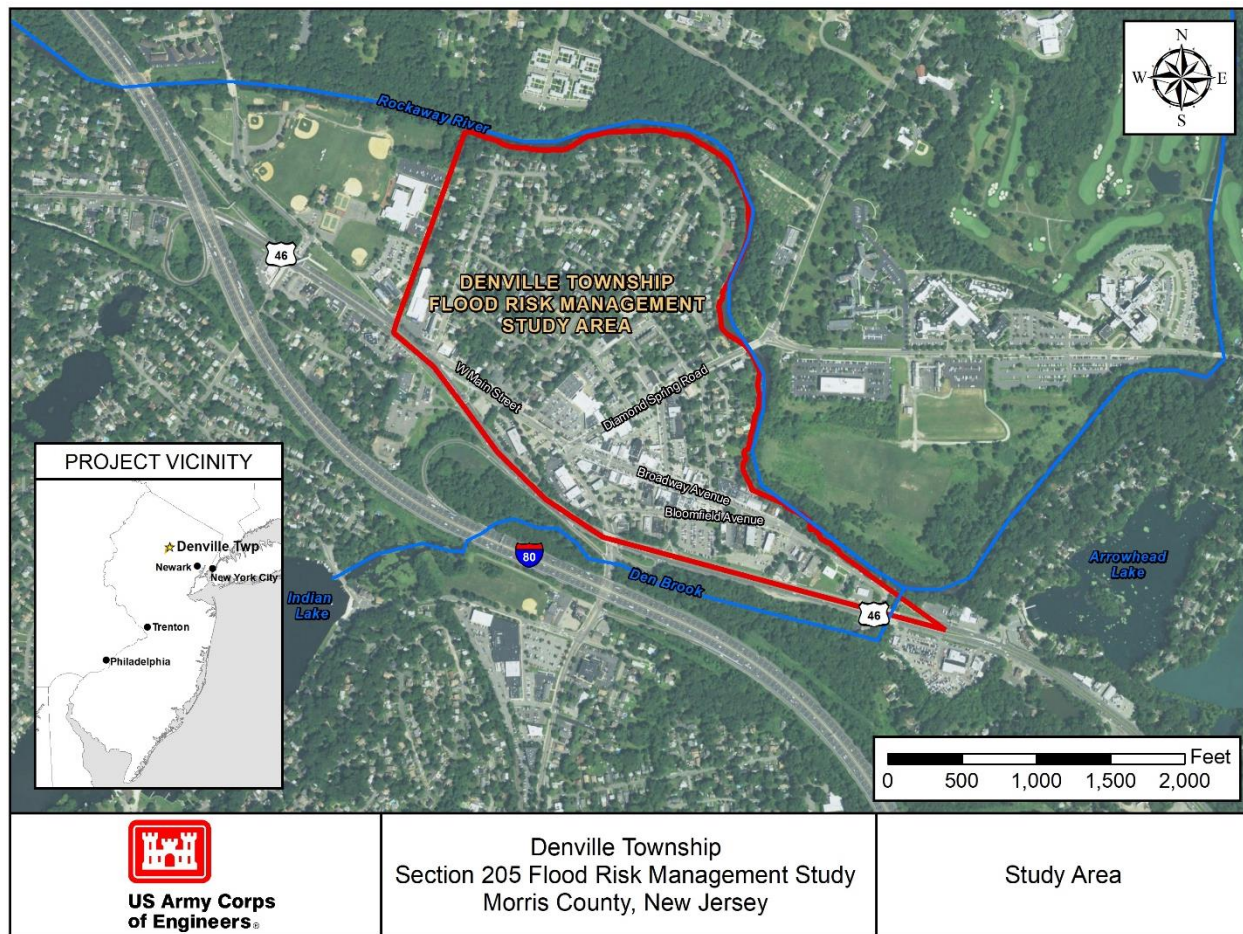 N
W
E
S
Rockaway River
46
DENVILLE TOWNSHIP
FLOOD RISK MANAGEMENT
STUDY AREA
W Main Street
Diamond Spring Road
Broadway Avenue
Bloomfield Avenue
80
Den Brook
Indian
Lake
Arrowhead
Lake
46
PROJECT VICINITY
Denville Twp
Newark
New York City
Trenton
Philadelphia
Feet
0 500 1,000 1,500 2,000
US Army Corps
of Engineers®
Denville Township
Section 205 Flood Risk Management Study
Morris County, New Jersey
Study Area